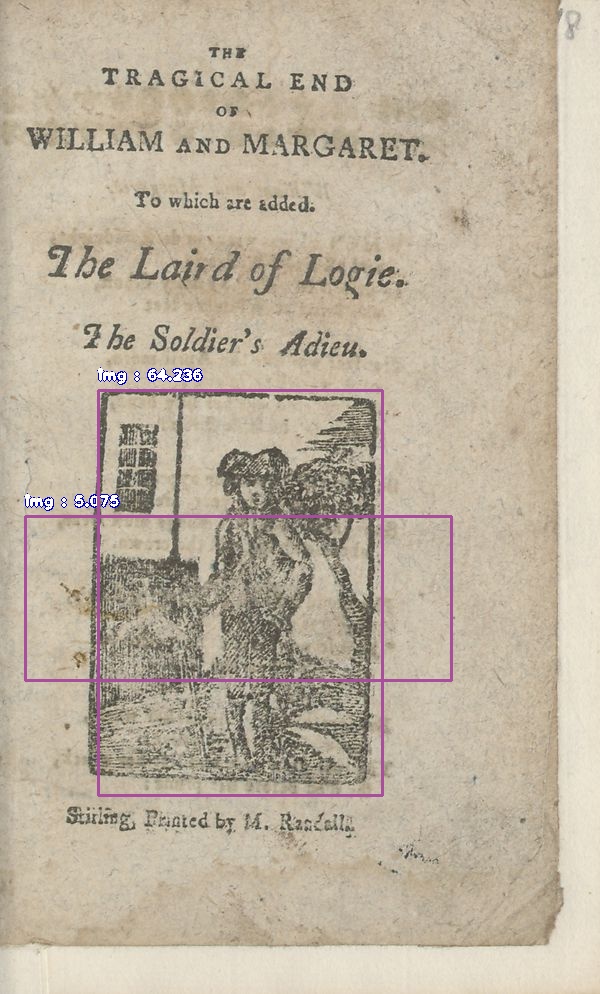 8
THE
TRAGICAL END
OF
WILLIAM AND MARGARET.
To which are added.
The Laird of Logie.
The Soldier's Adieu.
img : 64.236
img : 5.075
Stirling, Printed by M. Randall,